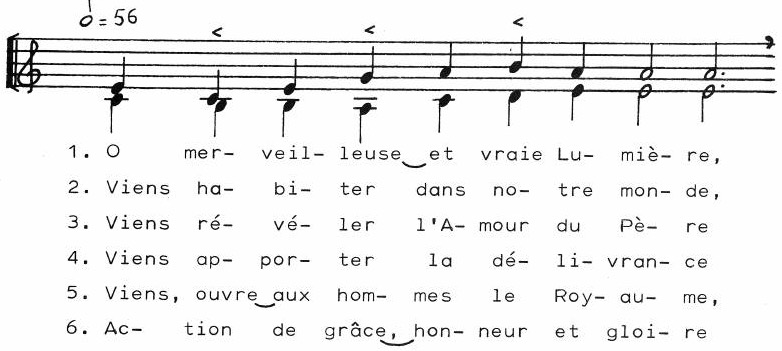 𝅗𝅥 = 56
1. O mer- veil- leuse‿et vraie Lu- miè- re,
2. Viens ha- bi- ter dans no- tre mon- de,
3. Viens ré- vé- ler l'A- mour du Pè- re
4. Viens ap- por- ter la dé- li- vran- ce
5. Viens, ouvre‿aux hom- mes le Roy- au- me,
6. Ac- tion de grâce,‿hon- neur et gloi- re